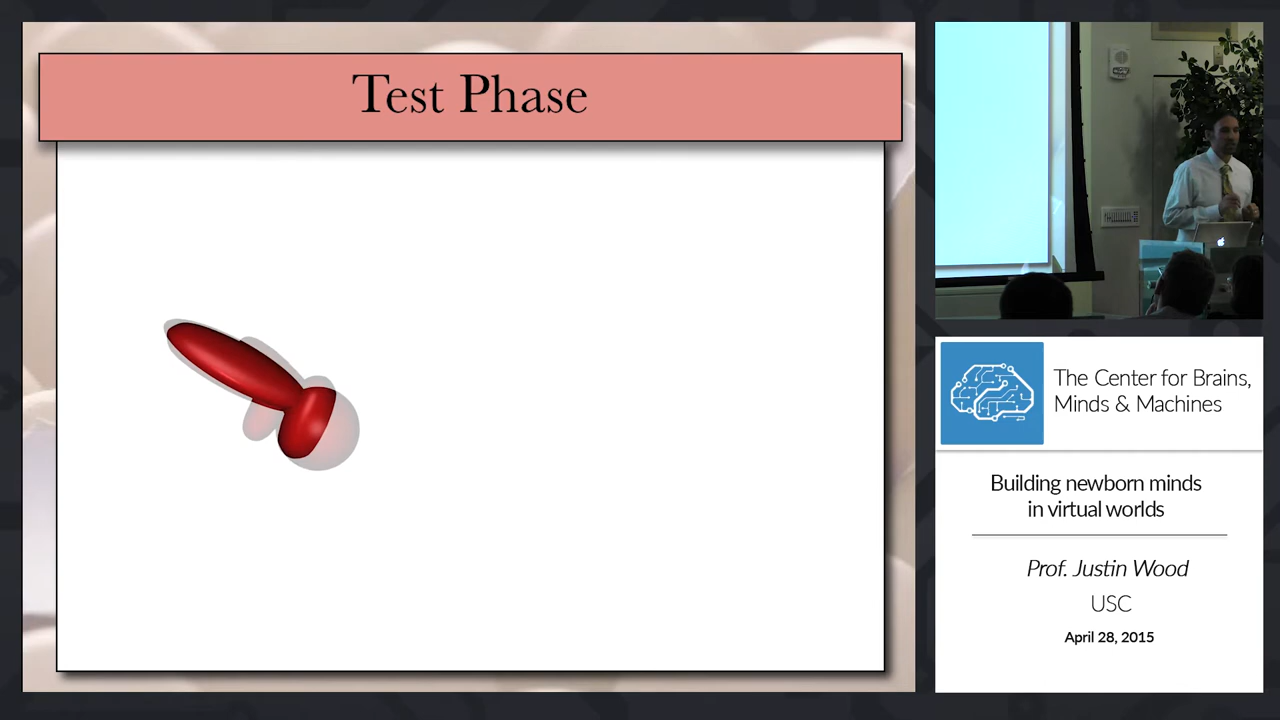 Test Phase
The Center for Brains,
Minds & Machines
Building newborn minds
in virtual worlds
Prof. Justin Wood
USC
April 28, 2015